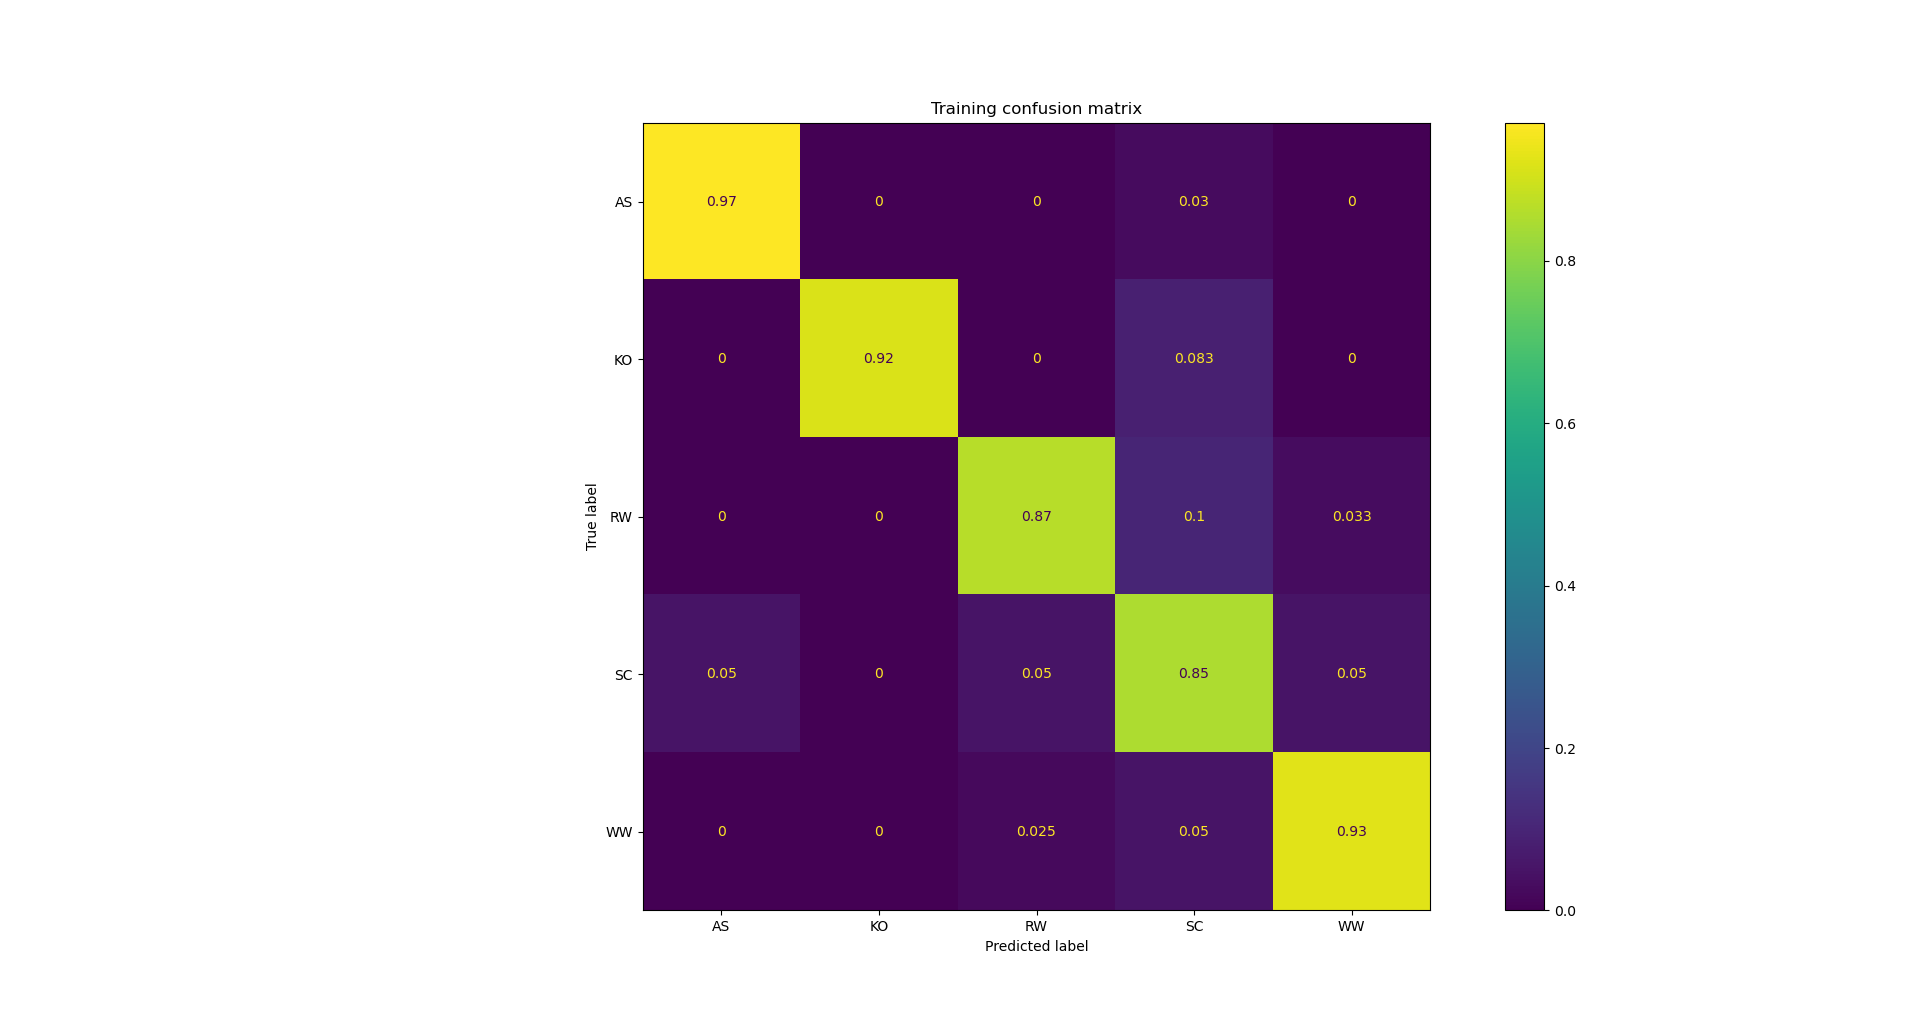 Training confusion matrix
AS 0.97 0 0 0.03 0
0.8
KO 0 0.92 0 0.083 0
0.6
True label
RW 0 0 0.87 0.1 0.033
0.4
SC 0.05 0 0.05 0.85 0.05
0.2
WW 0 0 0.025 0.05 0.93
0.0
AS KO RW SC WW
Predicted label